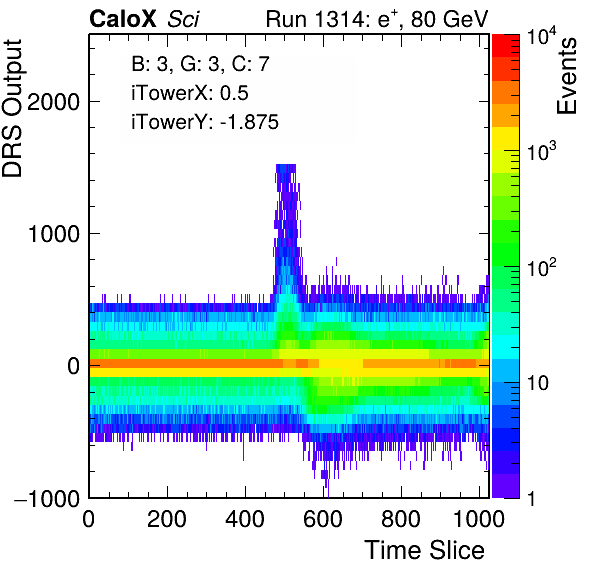 CaloX Sci
Run 1314: e+, 80 GeV
B: 3, G: 3, C: 7
iTowerX: 0.5
iTowerY: -1.875
DRS Output
2000
1000
0
−1000
0 200 400 600 800 1000
Time Slice
Events
10^4
10^3
10^2
10
1